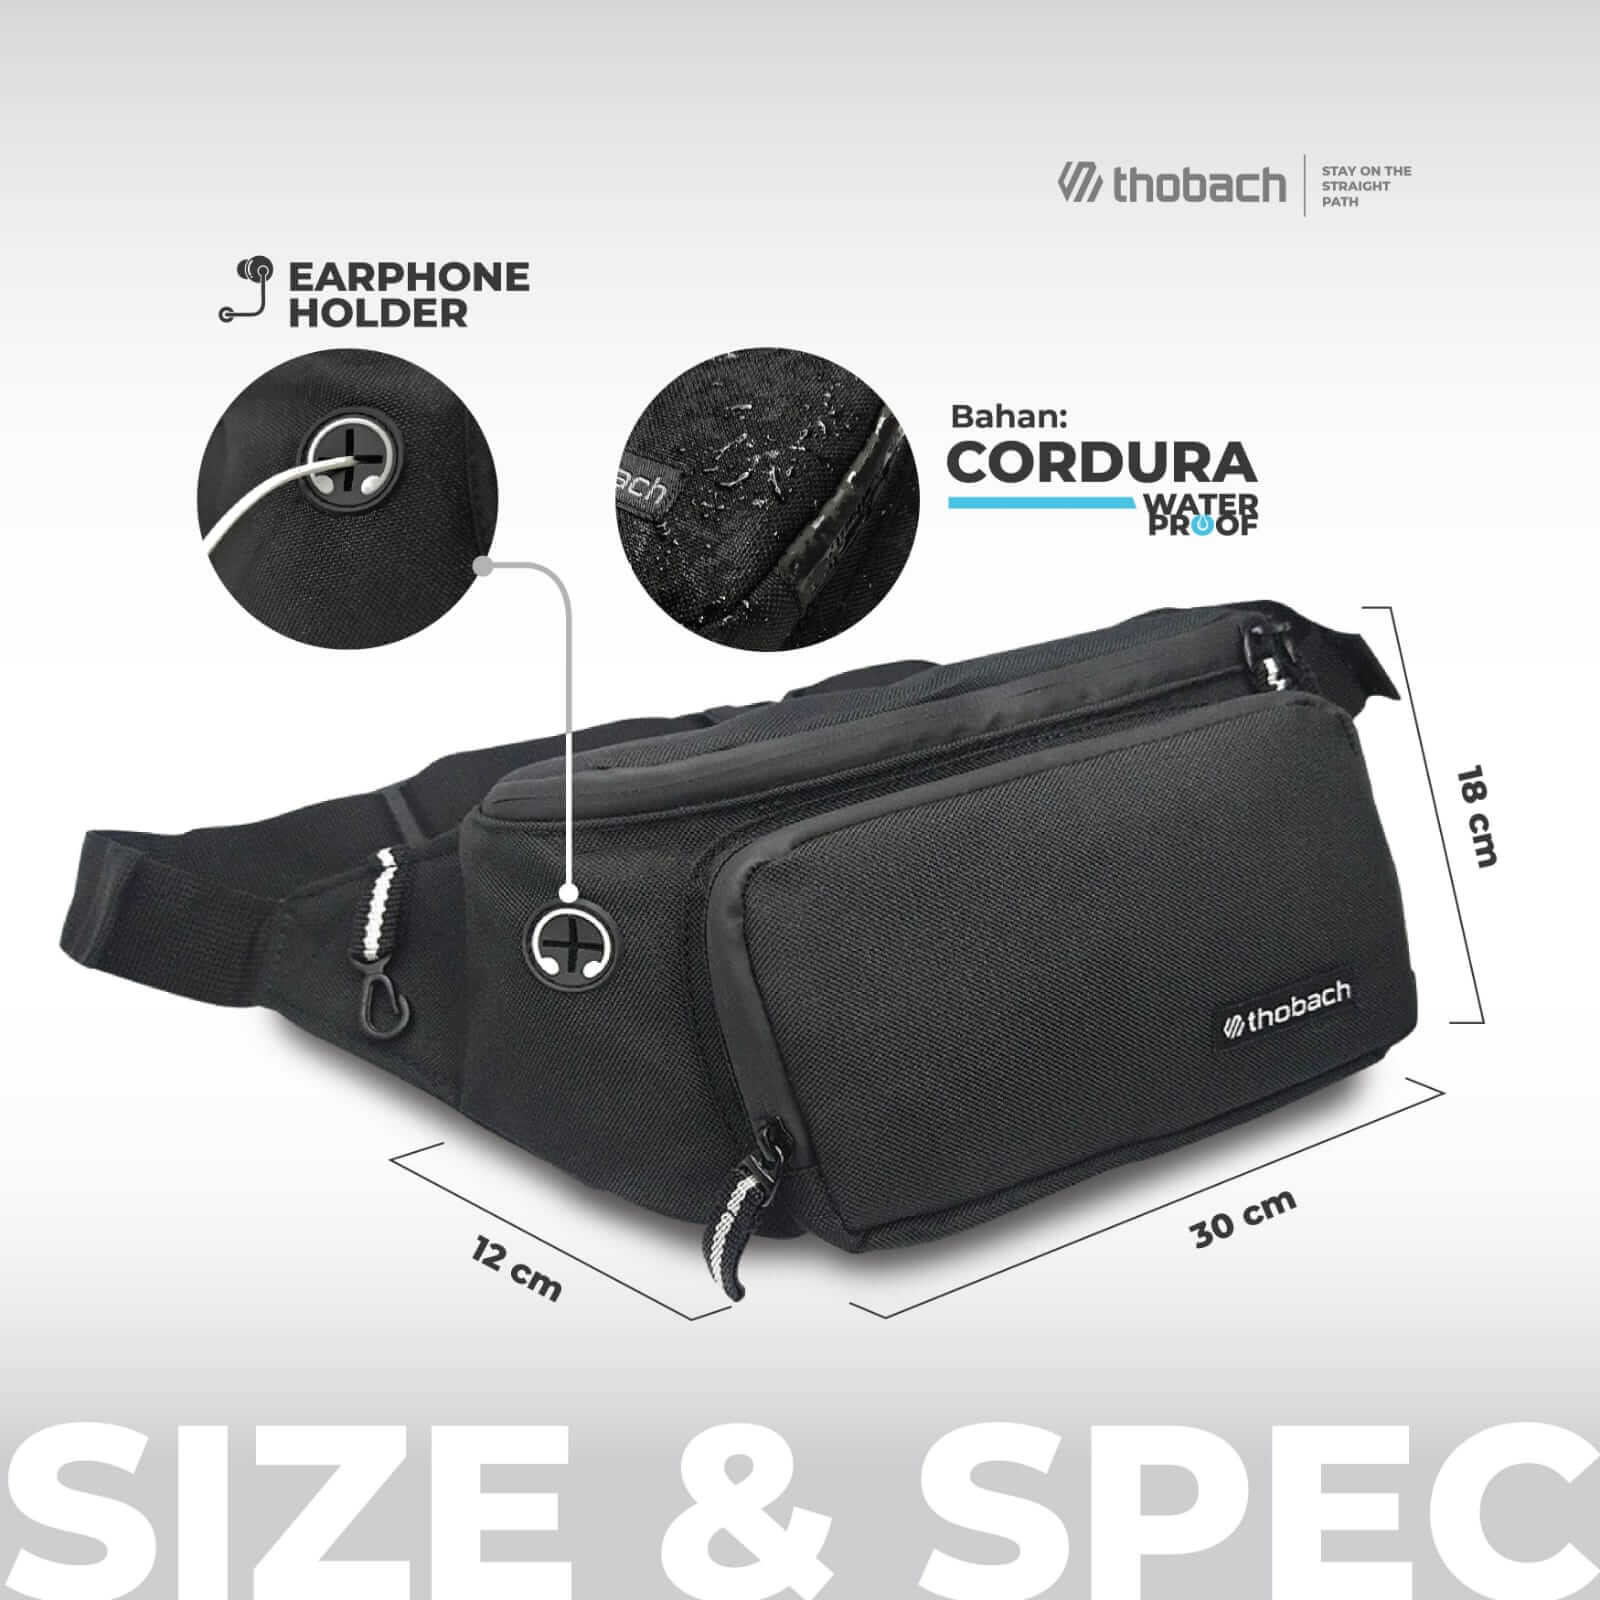 thobach
STAY ON THE
STRAIGHT
PATH
EARPHONE
HOLDER
ach
Bahan:
CORDURA
WATER
PROOF
18 cm
thobach
30 cm
12 cm
SIZE & SPEC